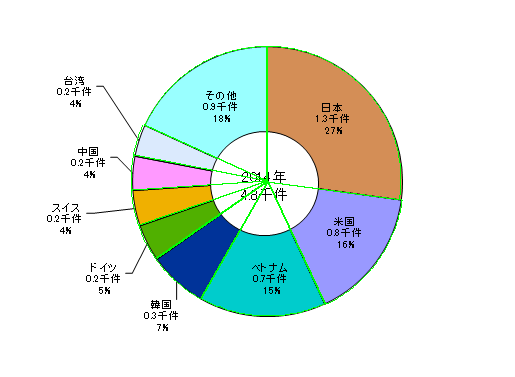 日本
1.3千件
27%
米国
0.8千件
16%
ベトナム
0.7千件
15%
韓国
0.3千件
7%
ドイツ
0.2千件
5%
スイス
0.2千件
4%
中国
0.2千件
4%
台湾
0.2千件
4%
その他
0.9千件
18%
2014年
4.8千件